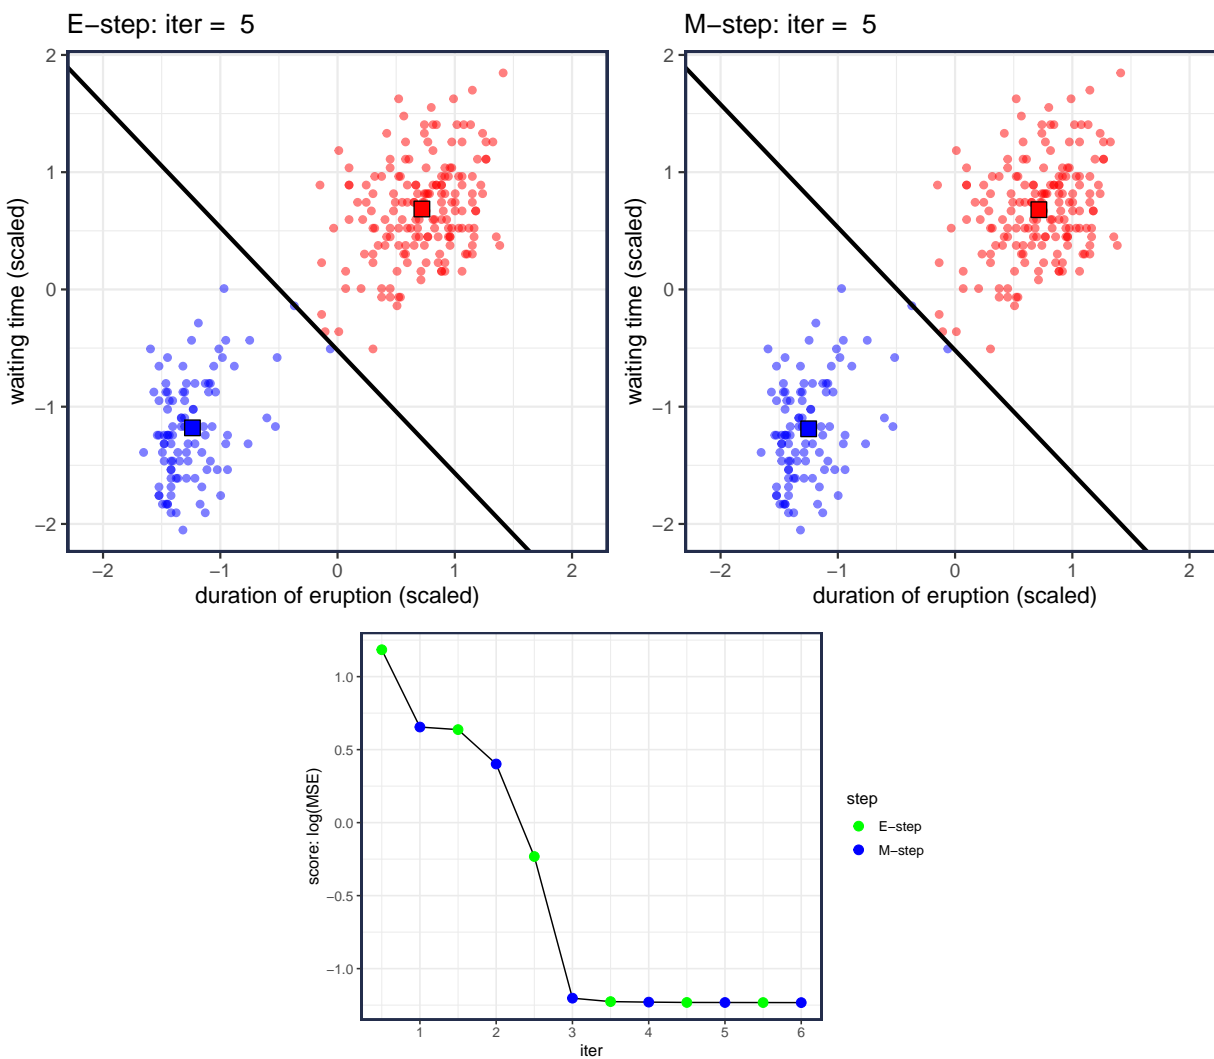 E−step: iter =  5
2
1
0
−1
−2
waiting time (scaled)
−2 −1 0 1 2
duration of eruption (scaled)
M−step: iter =  5
2
1
0
−1
−2
waiting time (scaled)
−2 −1 0 1 2
duration of eruption (scaled)
1.0
0.5
0.0
−0.5
−1.0
score: log(MSE)
1 2 3 4 5 6
iter
step
E−step
M−step